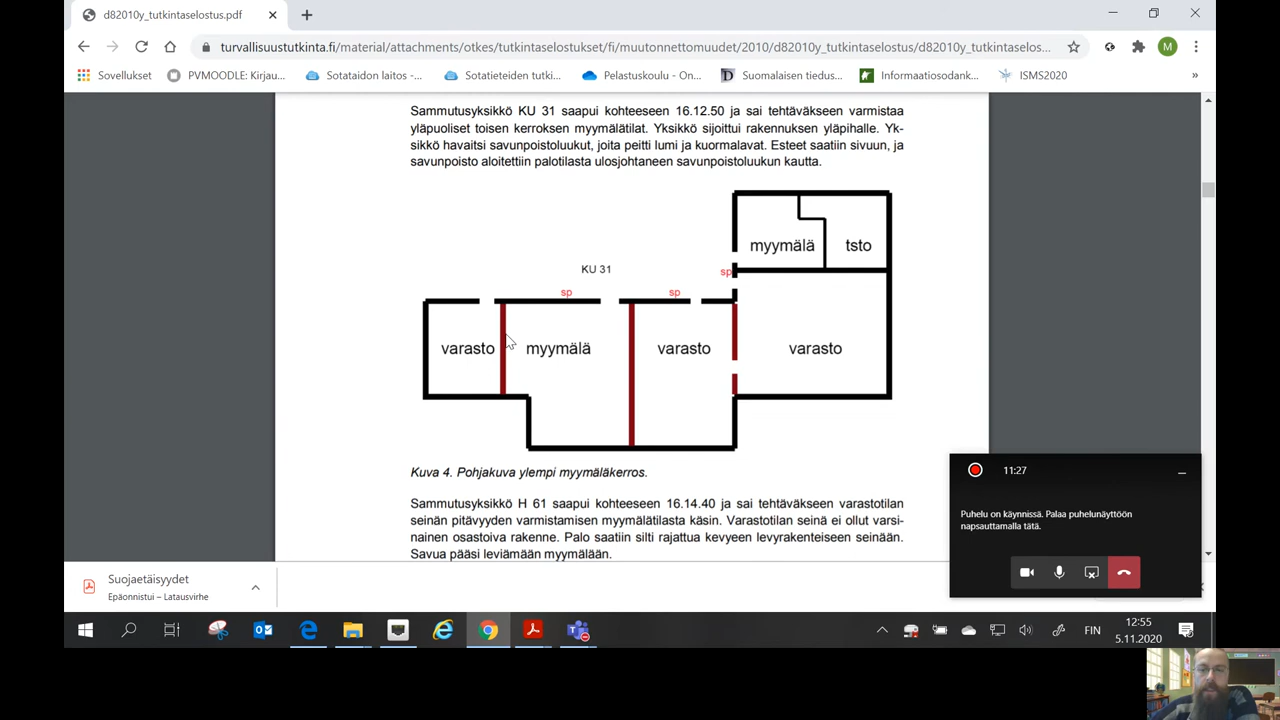 d82010y_tutkintaselostus.pdf
turvallisuustutkinta.fi/material/attachments/otkes/tutkintaselostukset/fi/muutonnettomuudet/2010/d82010y_tutkintaselostus/d82010y_tutkintaselos...
M
Sovellukset
PVMOODLE: Kirjau...
Sotataidon laitos -...
Sotatieteiden tutki...
Pelastuskoulu - On...
Suomalaisen tiedus...
Informaatiosodank...
ISMS2020
»
Sammutusyksikkö KU 31 saapui kohteeseen 16.12.50 ja sai tehtäväkseen varmistaa
yläpuoliset toisen kerroksen myymälätilat. Yksikkö sijoittui rakennuksen yläpihalle. Yk-
sikkö havaitsi savunpoistoluukut, joita peitti lumi ja kuormalavat. Esteet saatiin sivuun, ja
savunpoisto aloitettiin palotilasta ulosjohtaneen savunpoistoluukun kautta.
myymälä
tsto
KU 31
sp
sp
sp
varasto
myymälä
varasto
varasto
Kuva 4. Pohjakuva ylempi myymäläkerros.
Sammutusyksikkö H 61 saapui kohteeseen 16.14.40 ja sai tehtäväkseen varastotilan
seinän pitävyyden varmistamisen myymälätilasta käsin. Varastotilan seinä ei ollut varsi-
nainen osastoiva rakenne. Palo saatiin silti rajattua kevyeen levyrakenteiseen seinään.
Savua pääsi leviämään myymälään.
11:27
Puhelu on käynnissä. Palaa puhelunäyttöön
napsauttamalla tätä.
Suojaetäisyydet
Epäonnistui – Latausvirhe
FIN
12:55
5.11.2020